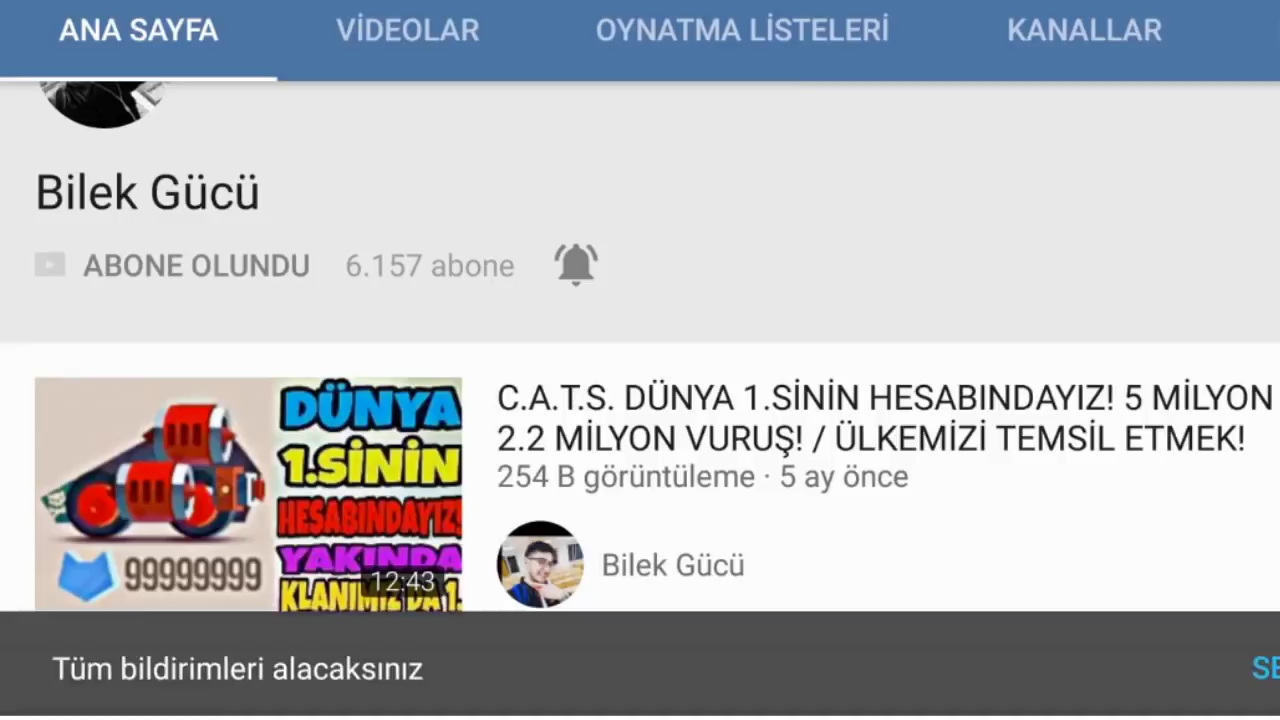 ANA SAYFA
VİDEOLAR
OYNATMA LİSTELERİ
KANALLAR
Bilek Gücü
ABONE OLUNDU
6.157 abone
DÜNYA
1.SİNİN
HESABINDAYIZ!
YAKINDA
KLANIMIZ DA 1.
99999999
12:43
C.A.T.S. DÜNYA 1.SİNİN HESABINDAYIZ! 5 MİLYON
2.2 MİLYON VURUŞ! / ÜLKEMİZİ TEMSİL ETMEK!
254 B görüntüleme · 5 ay önce
Bilek Gücü
Tüm bildirimleri alacaksınız